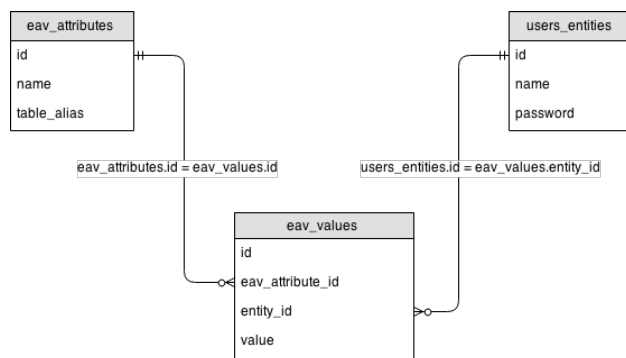 eav_attributes
id
name
table_alias
users_entities
id
name
password
eav_attributes.id = eav_values.id
users_entities.id = eav_values.entity_id
eav_values
id
eav_attribute_id
entity_id
value